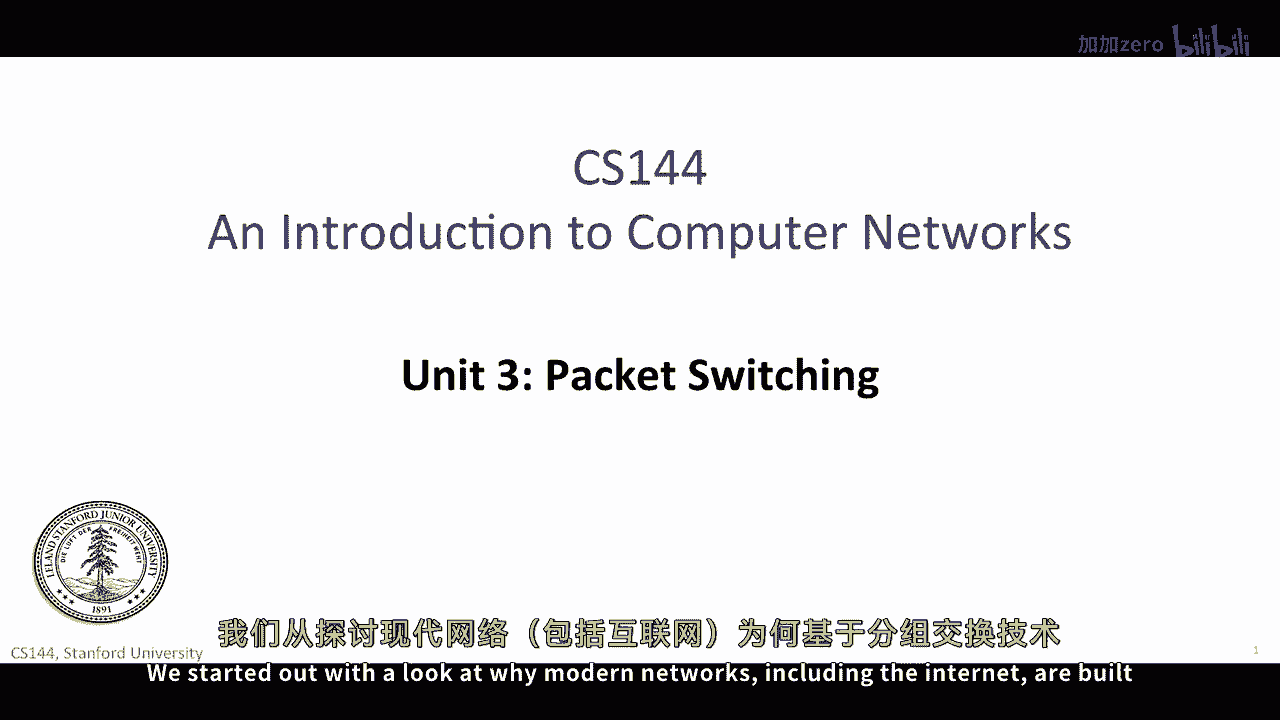 加加zero bilibili
CS144
An Introduction to Computer Networks
Unit 3: Packet Switching
LELAND STANFORD JUNIOR UNIVERSITY
DIE LUFT DER FREIHEIT WEHT
1891
我们从探讨现代网络（包括互联网）为何基于分组交换技术
CS144, Stanford University
1
We started out with a look at why modern networks, including the internet, are built